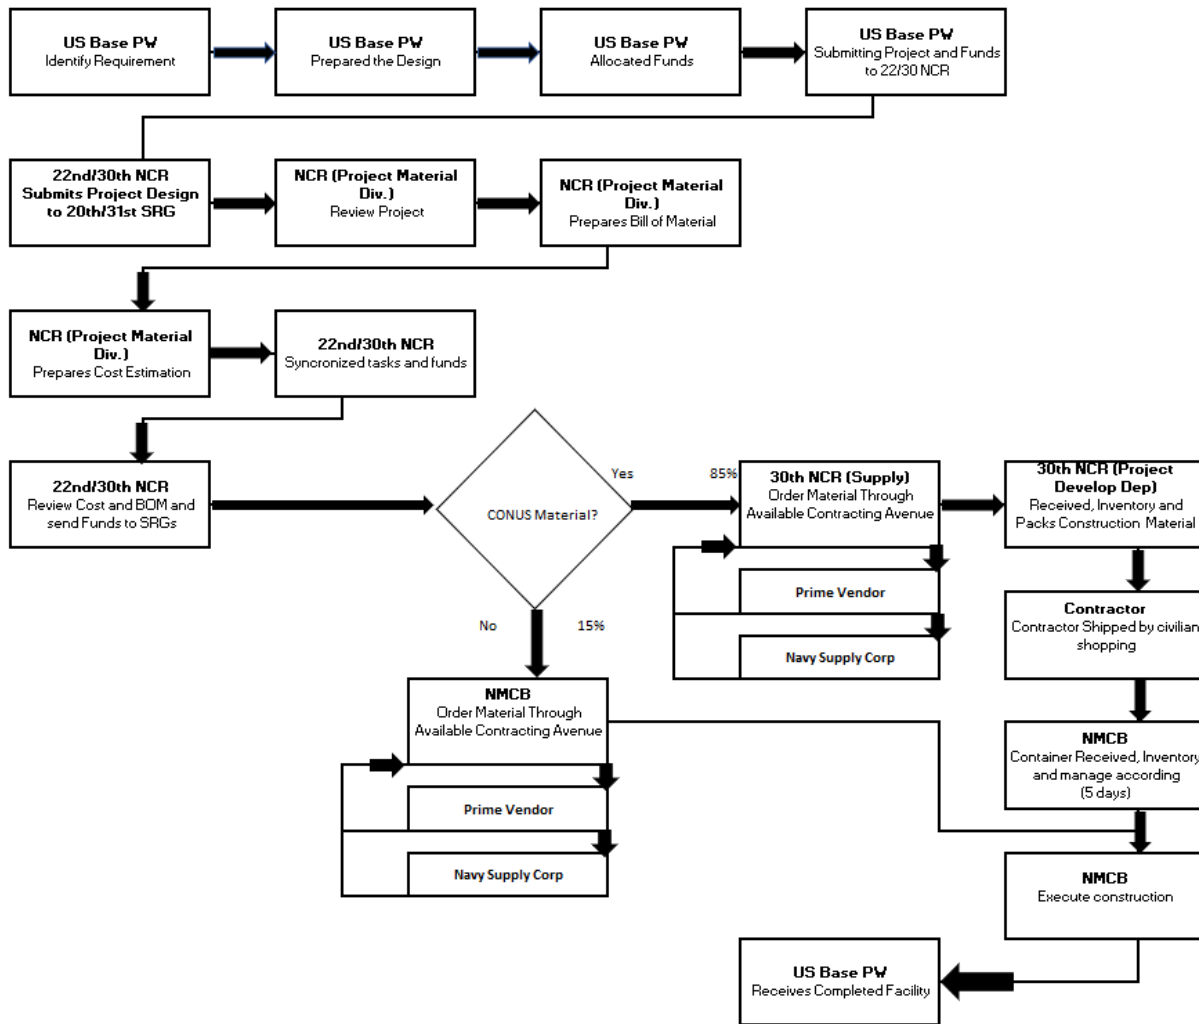 US Base PW
Identify Requirement
US Base PW
Prepared the Design
US Base PW
Allocated Funds
US Base PW
Submitting Project and Funds
to 22/30 NCR
22nd/30th NCR
Submits Project Design
to 20th/31st SRG
NCR (Project Material
Div.)
Review Project
NCR (Project Material
Div.)
Prepares Bill of Material
NCR (Project Material
Div.)
Prepares Cost Estimation
22nd/30th NCR
Syncronized tasks and funds
22nd/30th NCR
Review Cost and BOM and
send Funds to SRGs
CONUS Material?
Yes
85%
30th NCR (Supply)
Order Material Through
Available Contracting Avenue
30th NCR (Project
Develop Dep)
Received, Inventory and
Packs Construction Material
Prime Vendor
Navy Supply Corp
Contractor
Contractor Shipped by civilian
shopping
No
15%
NMCB
Order Material Through
Available Contracting Avenue
Prime Vendor
Navy Supply Corp
NMCB
Container Received, Inventory
and manage according
(5 days)
NMCB
Execute construction
US Base PW
Receives Completed Facility